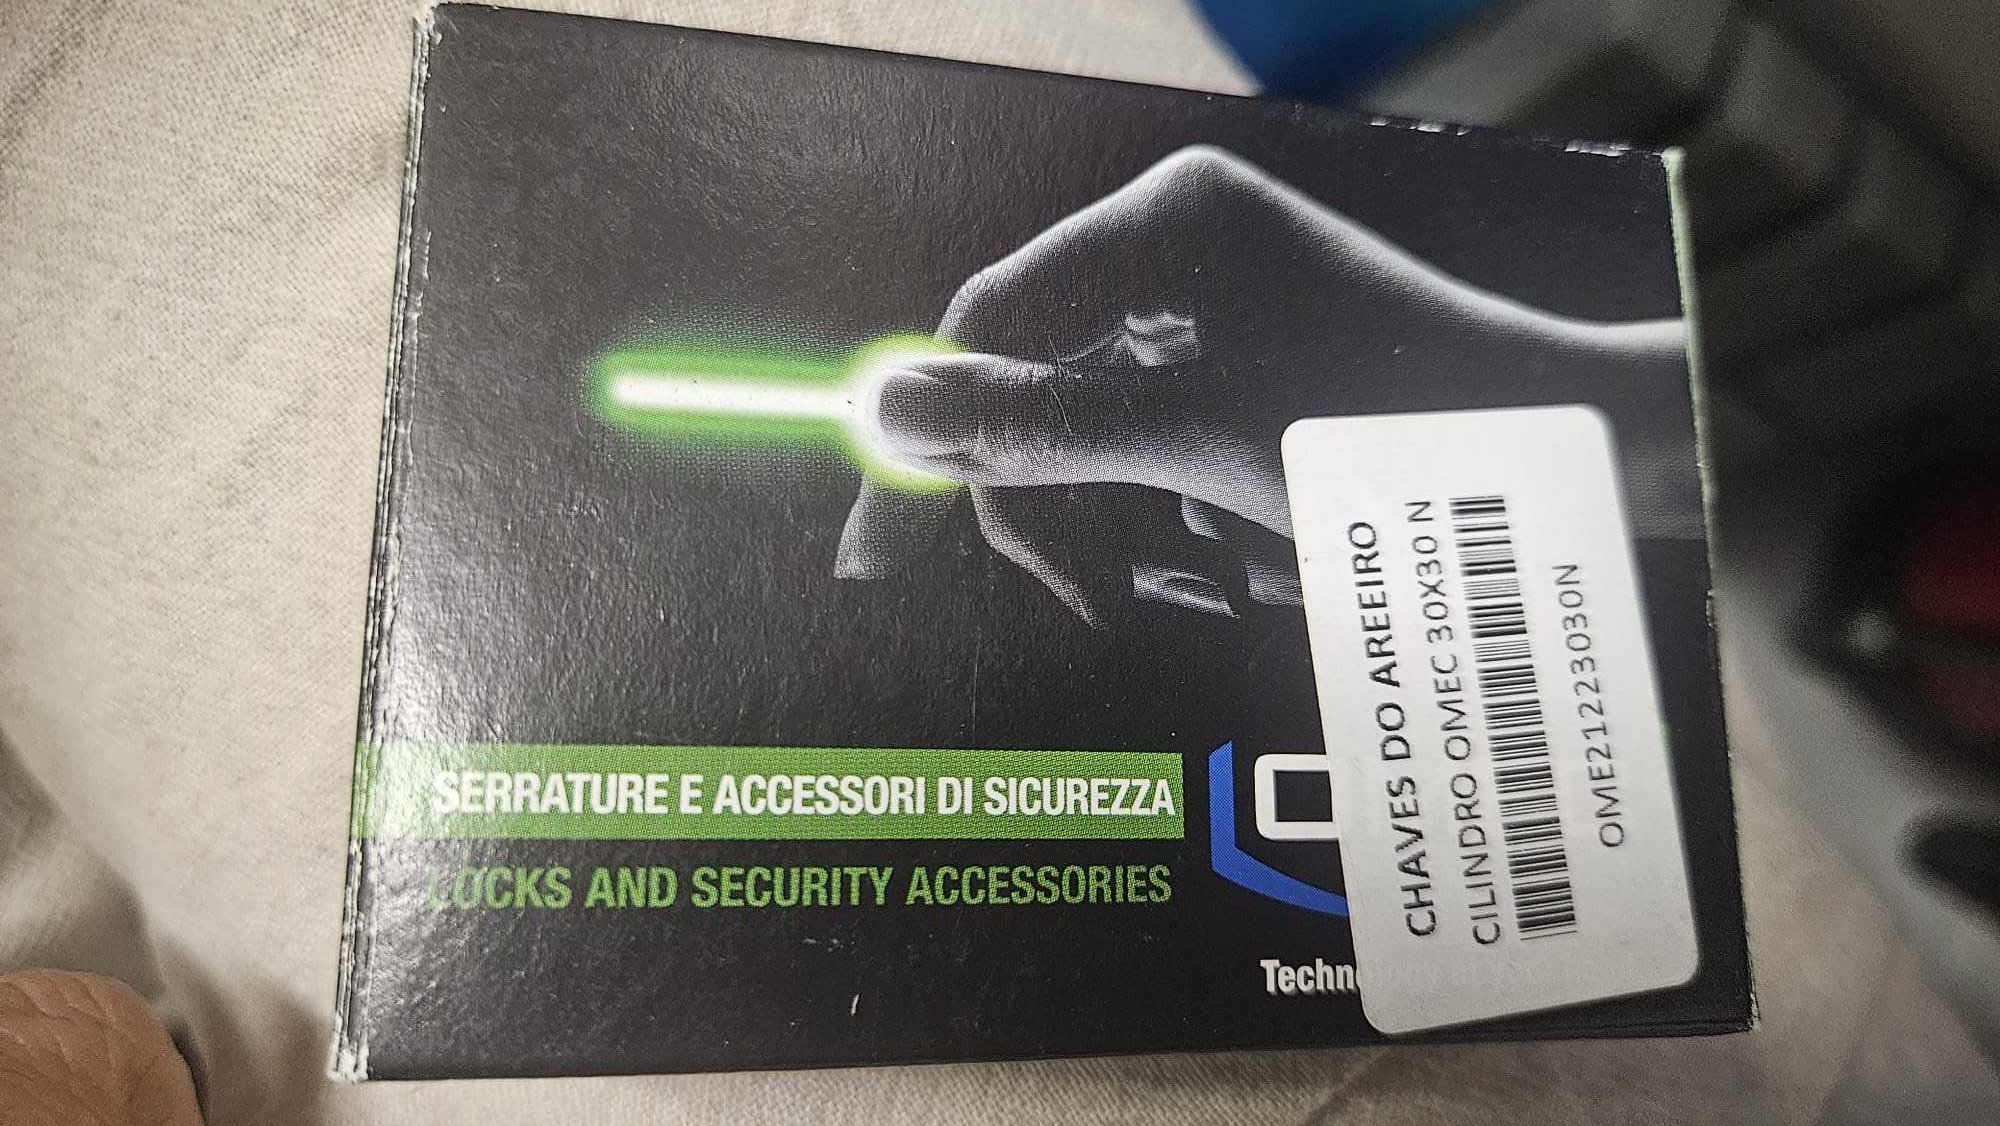 SERRATURE E ACCESSORI DI SICUREZZA
LOCKS AND SECURITY ACCESSORIES
CHAVES DO AREEIRO
CILINDRO OMEC 30X30 N
OME21223030N